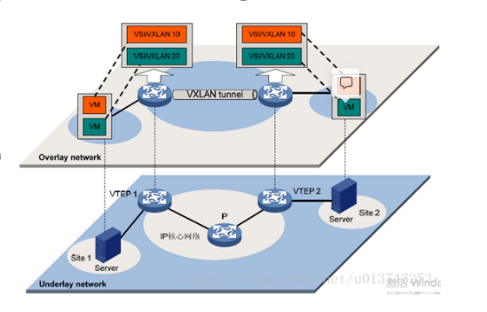 VSI/VXLAN 10
VSI/VXLAN 20
VSI/VXLAN 10
VSI/VXLAN 20
VM
VM
VXLAN tunnel
VM
Overlay network
VTEP 1
VTEP 2
P
IP核心网络
Server
Site 2
Site 1
Server
Underlay network
/u013743253
激活 Windo